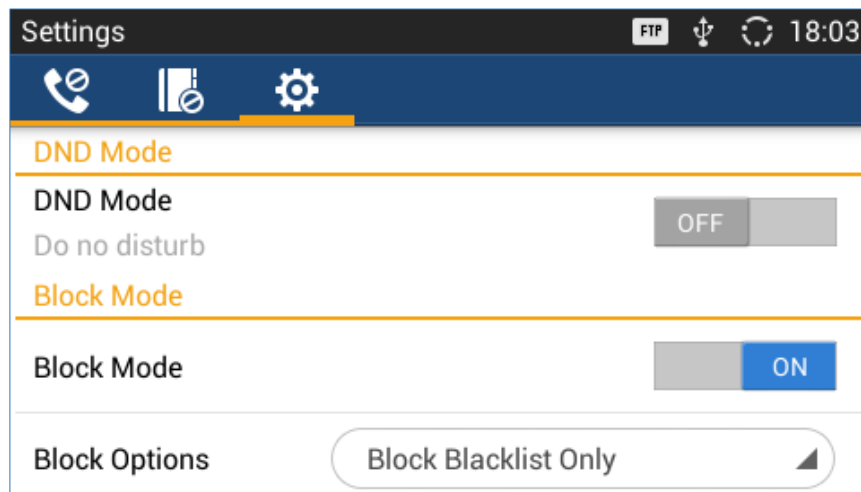 Settings FTP 18:03
DND Mode
DND Mode
OFF
Do no disturb
Block Mode
Block Mode ON
Block Options Block Blacklist Only